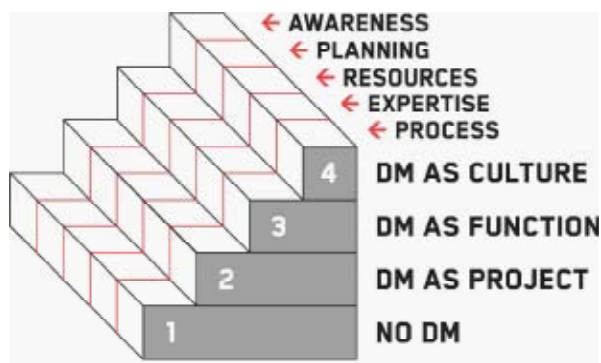 AWARENESS
PLANNING
RESOURCES
EXPERTISE
PROCESS
4 DM AS CULTURE
3 DM AS FUNCTION
2 DM AS PROJECT
1 NO DM